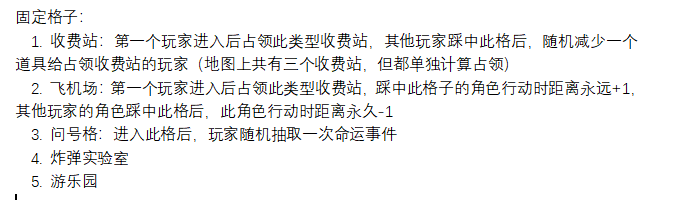 固定格子：
1. 收费站：第一个玩家进入后占领此类型收费站，其他玩家踩中此格后，随机减少一个
道具给占领收费站的玩家（地图上共有三个收费站，但都单独计算占领）
2. 飞机场：第一个玩家进入后占领此类型收费站，踩中此格子的角色行动时距离永远+1，
其他玩家的角色踩中此格后，此角色行动时距离永久-1
3. 问号格：进入此格后，玩家随机抽取一次命运事件
4. 炸弹实验室
5. 游乐园